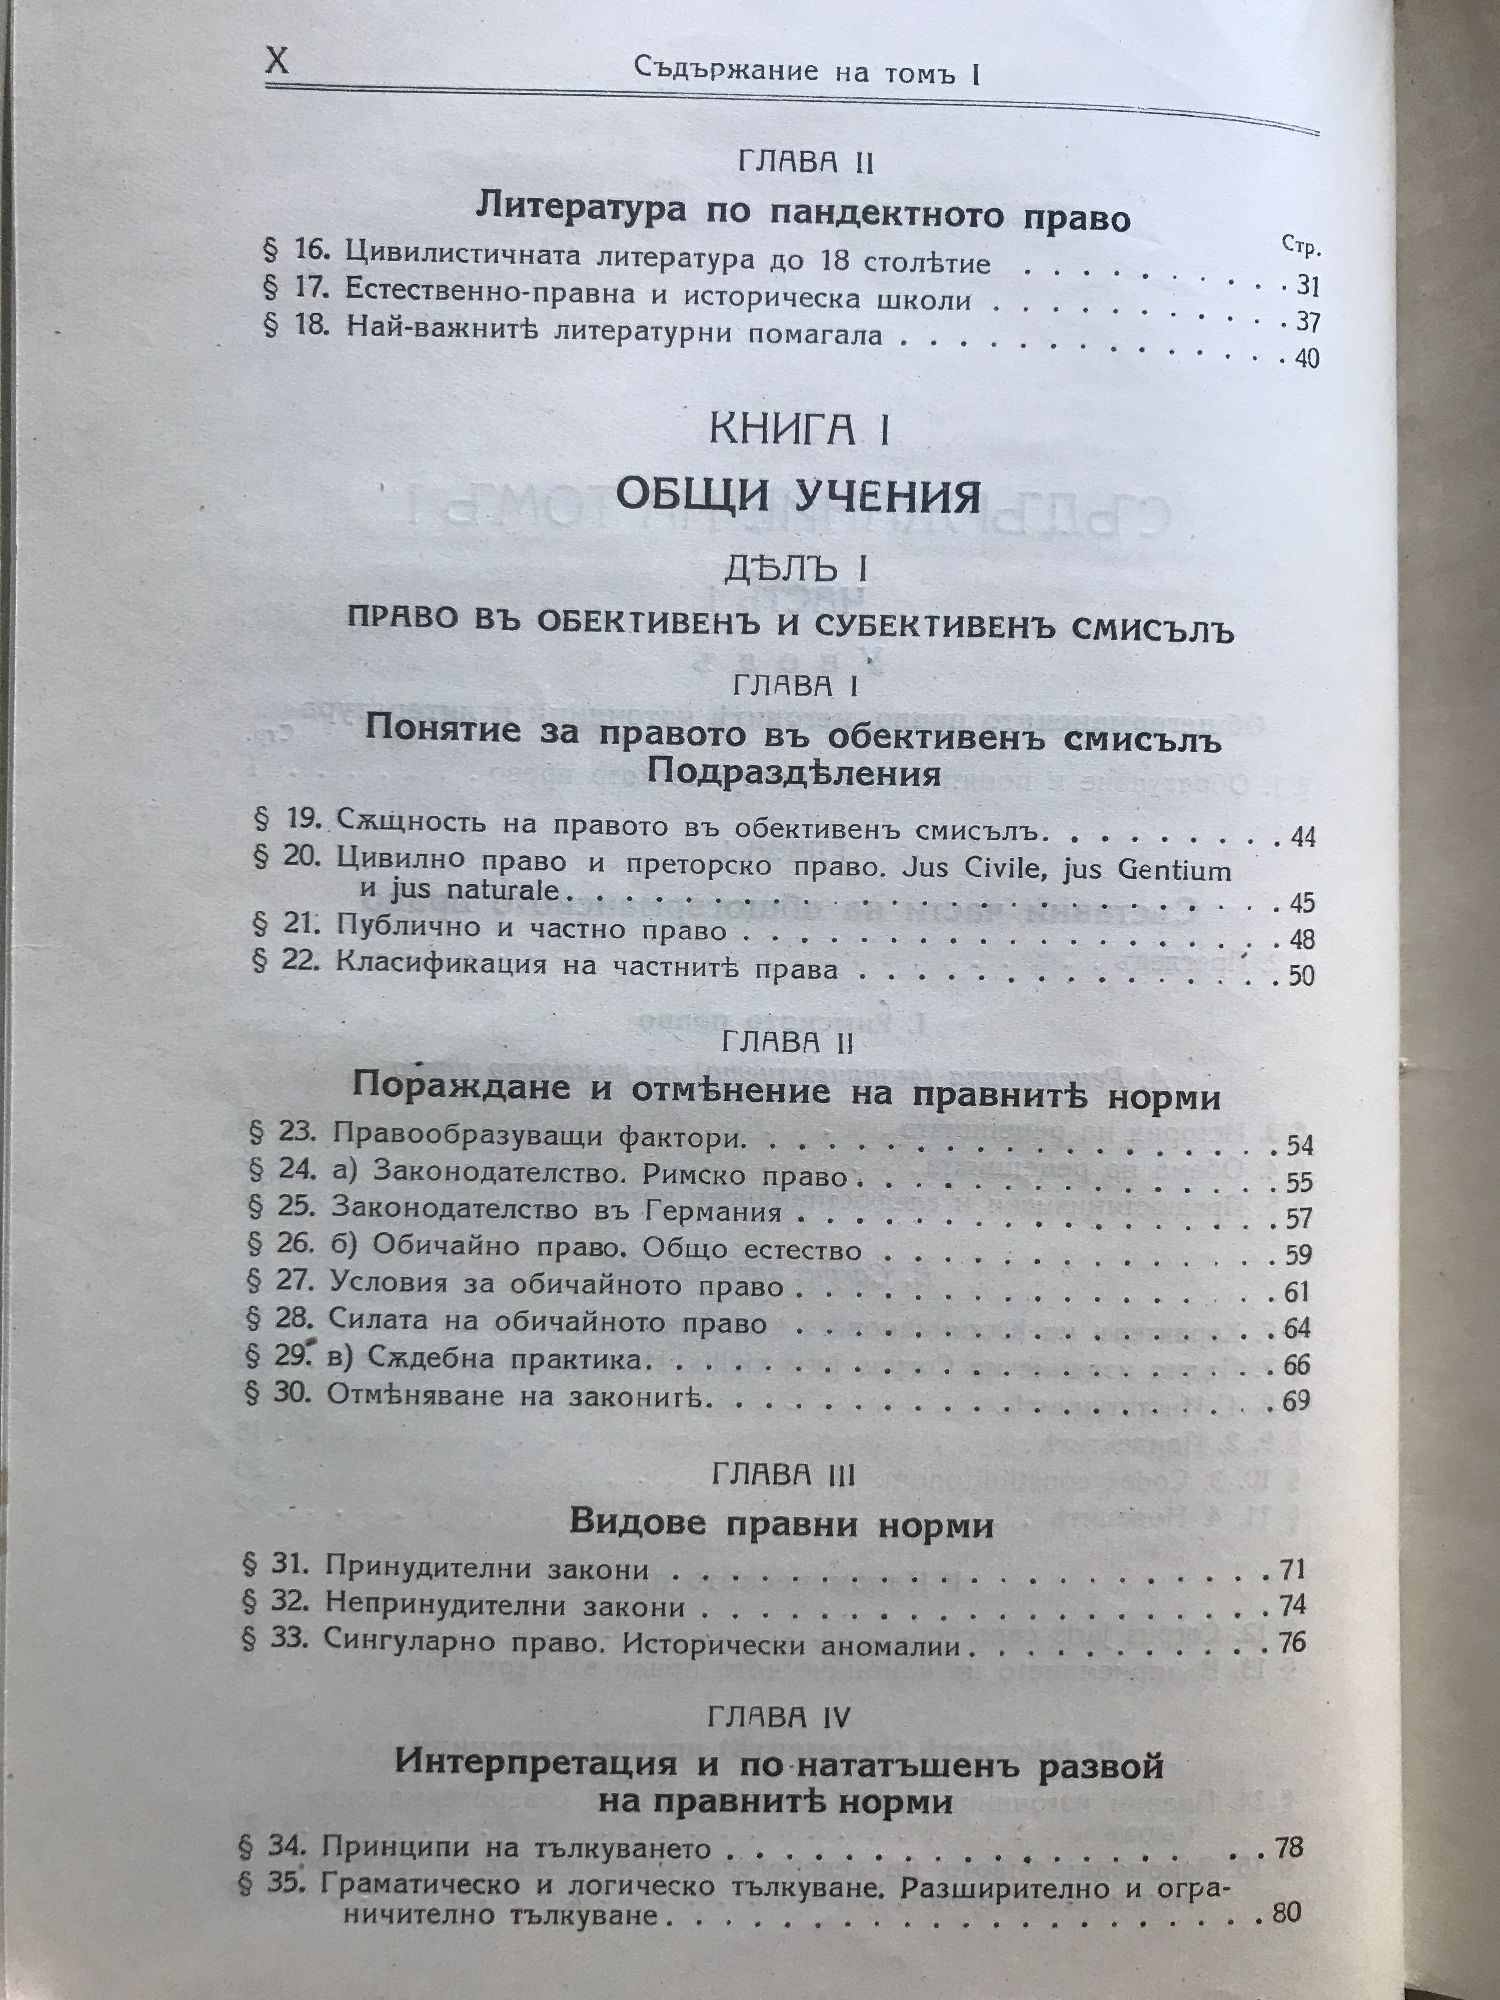 X Съдържание на томъ I
ГЛАВА II
Литература по пандектното право
Стр.
§ 16. Цивилистичната литература до 18 столѣтие . . . . . . . . . . 31
§ 17. Естественно-правна и историческа школи . . . . . . . . . . . 37
§ 18. Най-важнитѣ литературни помагала . . . . . . . . . . . . . . 40
КНИГА I
ОБЩИ УЧЕНИЯ
ДѢЛЪ I
ПРАВО ВЪ ОБЕКТИВЕНЪ И СУБЕКТИВЕНЪ СМИСЪЛЪ
ГЛАВА I
Понятие за правото въ обективенъ смисълъ
Подраздѣления
§ 19. Сѫщность на правото въ обективенъ смисълъ. . . . . . . . . 44
§ 20. Цивилно право и преторско право. Jus Civile, jus Gentium
и jus naturale. . . . . . . . . . . . . . . . . . . . . . . . . 45
§ 21. Публично и частно право . . . . . . . . . . . . . . . . . . . 48
§ 22. Класификация на частнитѣ права . . . . . . . . . . . . . . . 50
ГЛАВА II
Пораждане и отмѣнение на правнитѣ норми
§ 23. Правообразуващи фактори. . . . . . . . . . . . . . . . . . . 54
§ 24. а) Законодателство. Римско право . . . . . . . . . . . . . . . 55
§ 25. Законодателство въ Германия . . . . . . . . . . . . . . . . . 57
§ 26. б) Обичайно право. Общо естество . . . . . . . . . . . . . . 59
§ 27. Условия за обичайното право . . . . . . . . . . . . . . . . . 61
§ 28. Силата на обичайното право . . . . . . . . . . . . . . . . . 64
§ 29. в) Сѫдебна практика. . . . . . . . . . . . . . . . . . . . . . 66
§ 30. Отмѣняване на законигѣ. . . . . . . . . . . . . . . . . . . . 69
ГЛАВА III
Видове правни норми
§ 31. Принудителни закони . . . . . . . . . . . . . . . . . . . . . 71
§ 32. Непринудителни закони . . . . . . . . . . . . . . . . . . . . 74
§ 33. Сингуларно право. Исторически аномалии. . . . . . . . . . . 76
ГЛАВА IV
Интерпретация и по-нататъшенъ развой
на правнитѣ норми
§ 34. Принципи на тълкуването . . . . . . . . . . . . . . . . . . . 78
§ 35. Граматическо и логическо тълкуване. Разширително и огра-
ничително тълкуване . . . . . . . . . . . . . . . . . . . . . 80